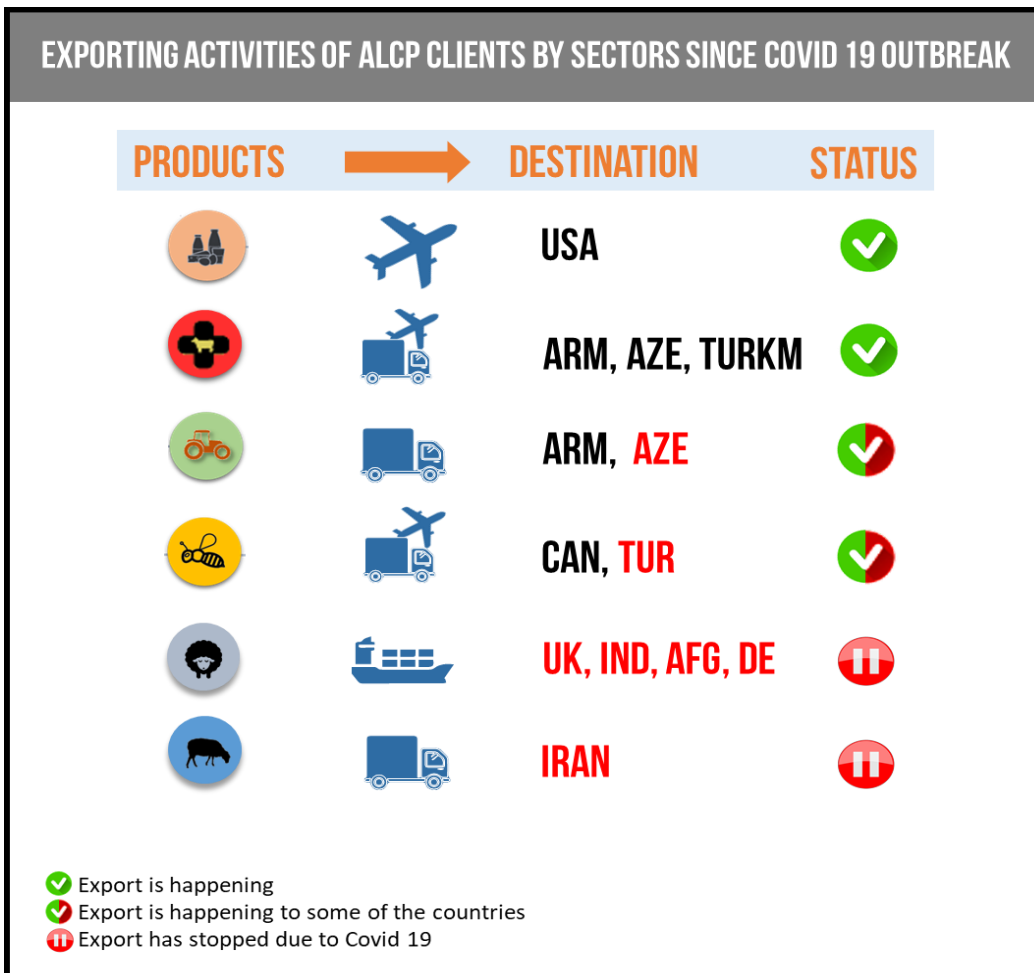 EXPORTING ACTIVITIES OF ALCP CLIENTS BY SECTORS SINCE COVID 19 OUTBREAK
PRODUCTS DESTINATION STATUS
USA
ARM, AZE, TURKM
ARM, AZE
CAN, TUR
UK, IND, AFG, DE
IRAN
Export is happening
Export is happening to some of the countries
Export has stopped due to Covid 19